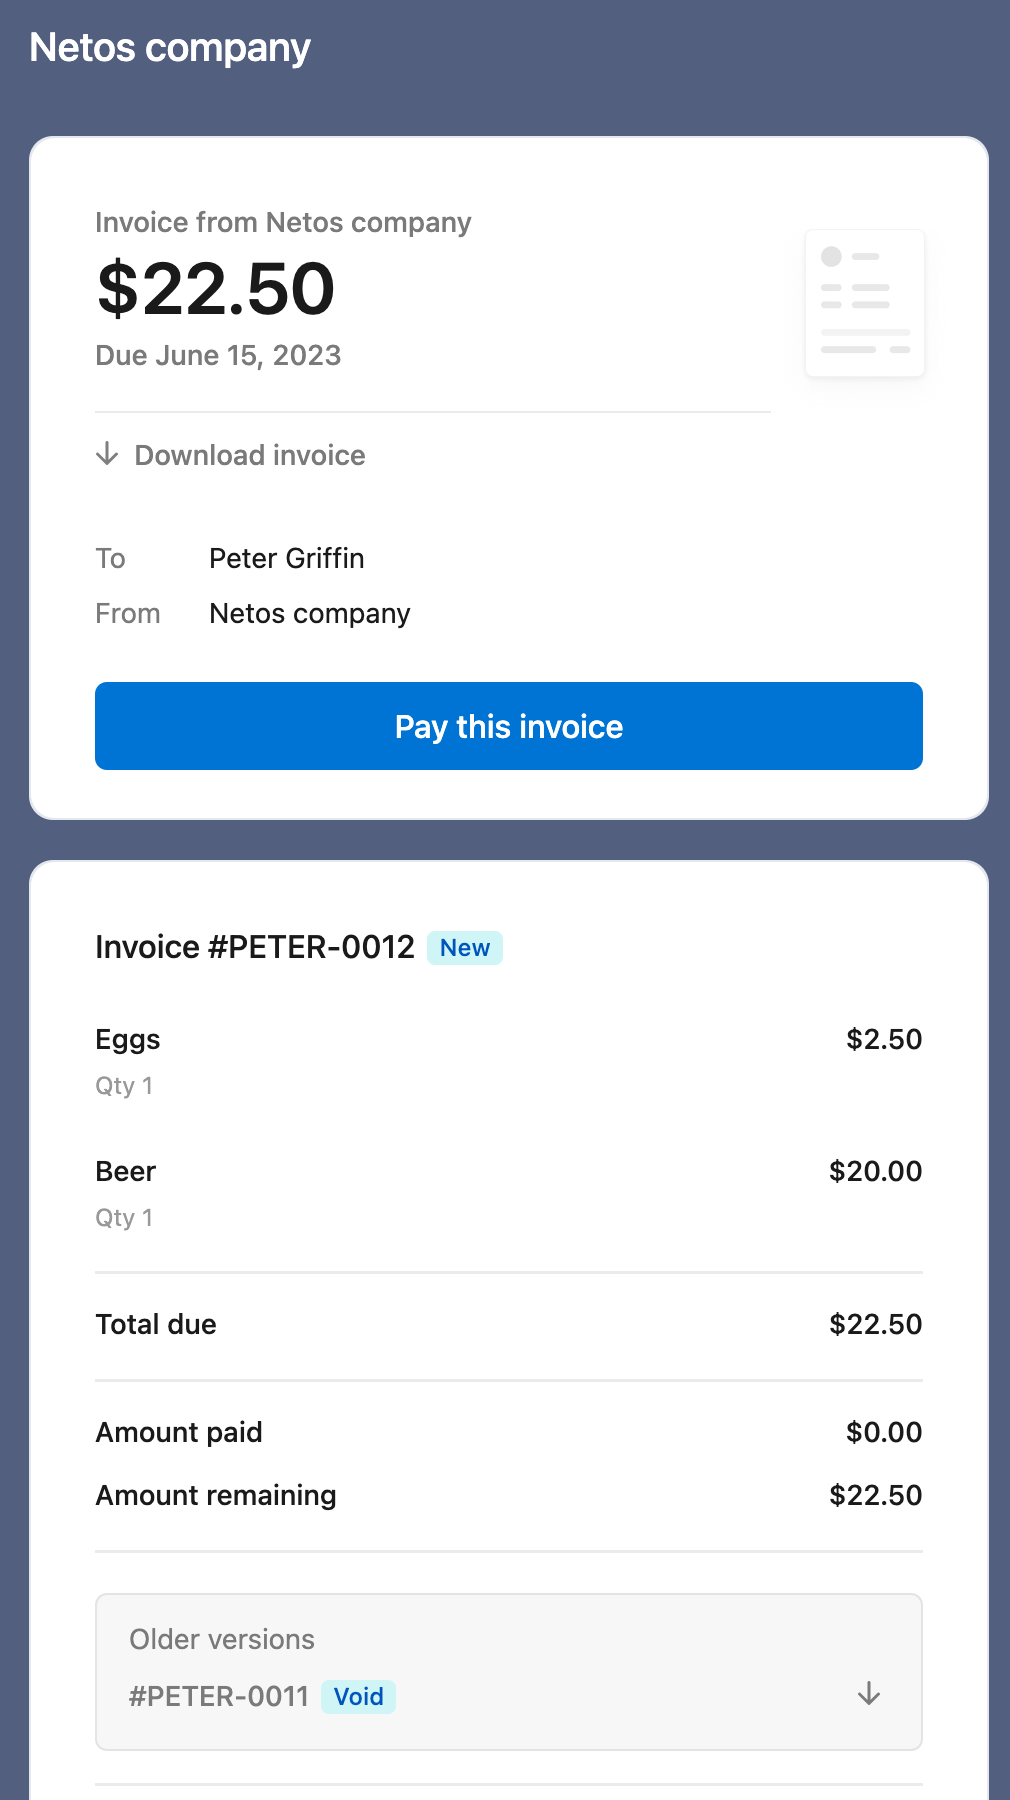 Netos company
Invoice from Netos company
$22.50
Due June 15, 2023
Download invoice
To Peter Griffin
From Netos company
Pay this invoice
Invoice #PETER-0012 New
Eggs $2.50
Qty 1
Beer $20.00
Qty 1
Total due $22.50
Amount paid $0.00
Amount remaining $22.50
Older versions
#PETER-0011 Void